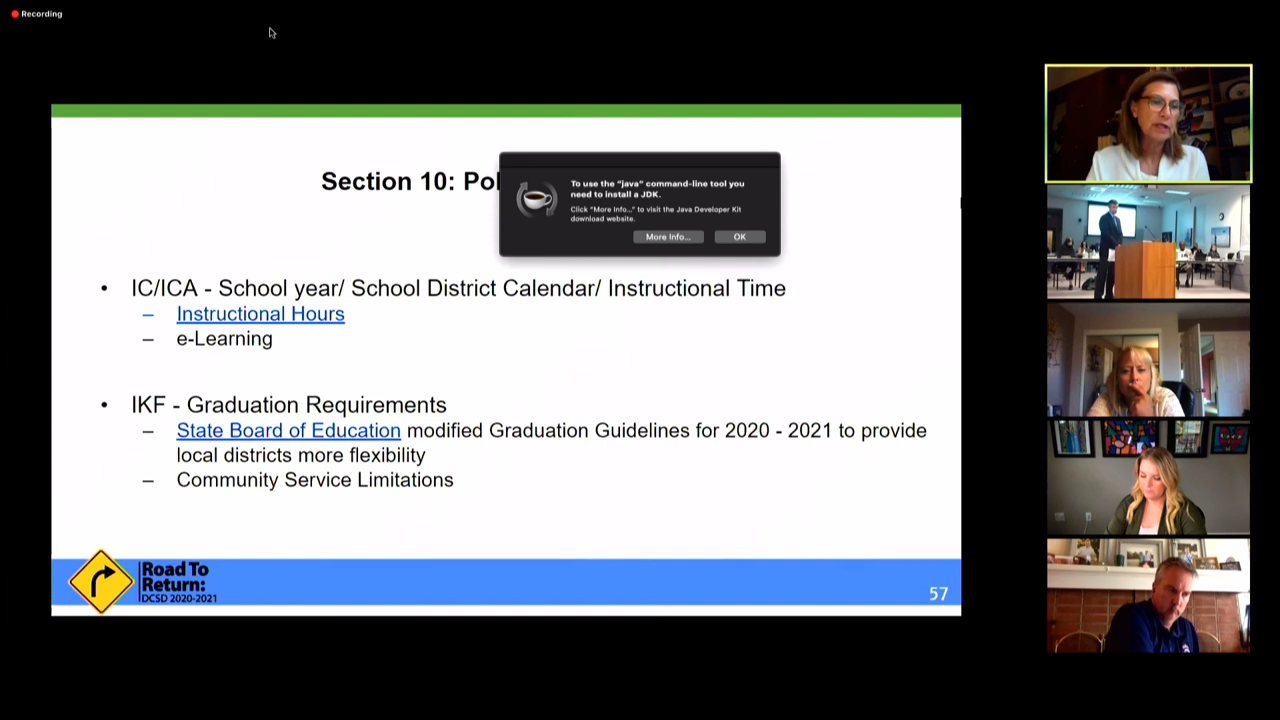 Recording
Section 10: Pol
To use the "java" command-line tool you
need to install a JDK.
Click "More Info..." to visit the Java Developer Kit
download website.
More Info...
OK
• IC/ICA - School year/ School District Calendar/ Instructional Time
– Instructional Hours
– e-Learning
• IKF - Graduation Requirements
– State Board of Education modified Graduation Guidelines for 2020 - 2021 to provide
local districts more flexibility
– Community Service Limitations
Road To
Return:
DCSD 2020-2021
57